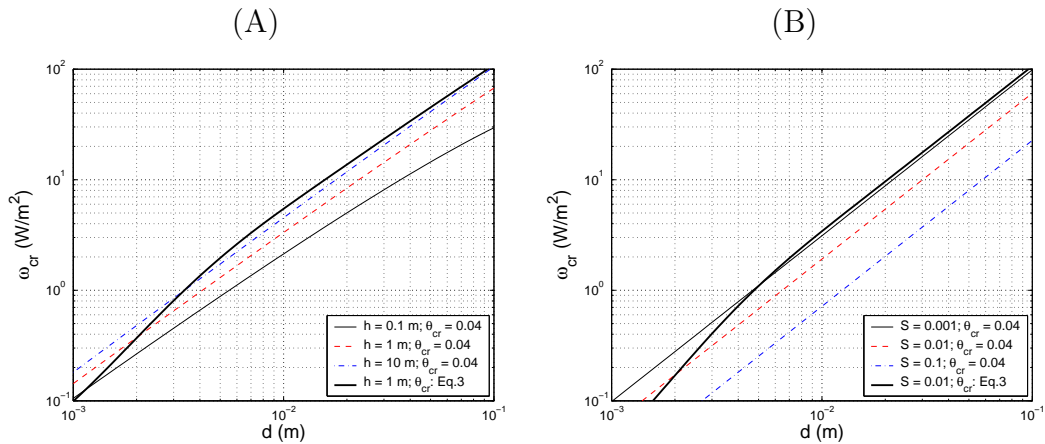 (A)
10^2
10^1
10^0
10^-1
ω_cr (W/m^2)
10^-3
10^-2
10^-1
d (m)
h = 0.1 m; θ_cr = 0.04
h = 1 m; θ_cr = 0.04
h = 10 m; θ_cr = 0.04
h = 1 m; θ_cr: Eq.3
(B)
10^2
10^1
10^0
10^-1
ω_cr (W/m^2)
10^-3
10^-2
10^-1
d (m)
S = 0.001; θ_cr = 0.04
S = 0.01; θ_cr = 0.04
S = 0.1; θ_cr = 0.04
S = 0.01; θ_cr: Eq.3